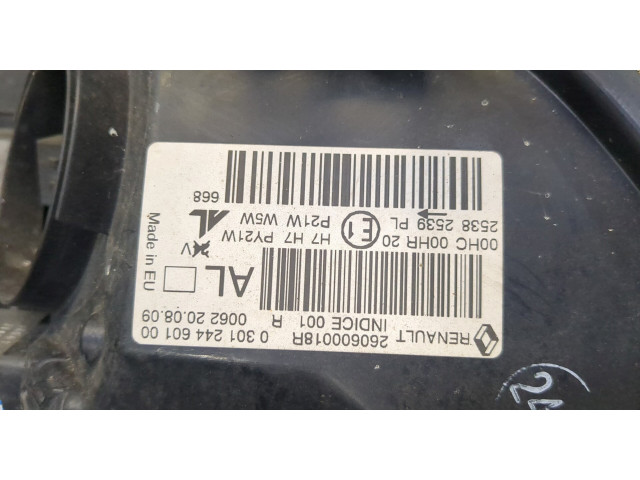 RENAULT 260600018R 0 301 244 601 00
INDICE 001 R 0062 20.08.09
AL
00HC 00HR 20 E1 H7 H7 PY21W
2538 2539 PL P21W W5W
668
Made in EU